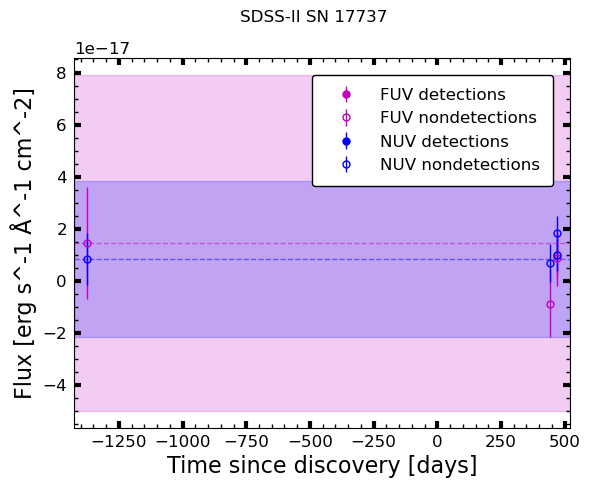 SDSS-II SN 17737
1e−17
8
6
4
2
0
−2
−4
Flux [erg s^-1 Å^-1 cm^-2]
FUV detections
FUV nondetections
NUV detections
NUV nondetections
−1250 −1000 −750 −500 −250 0 250 500
Time since discovery [days]